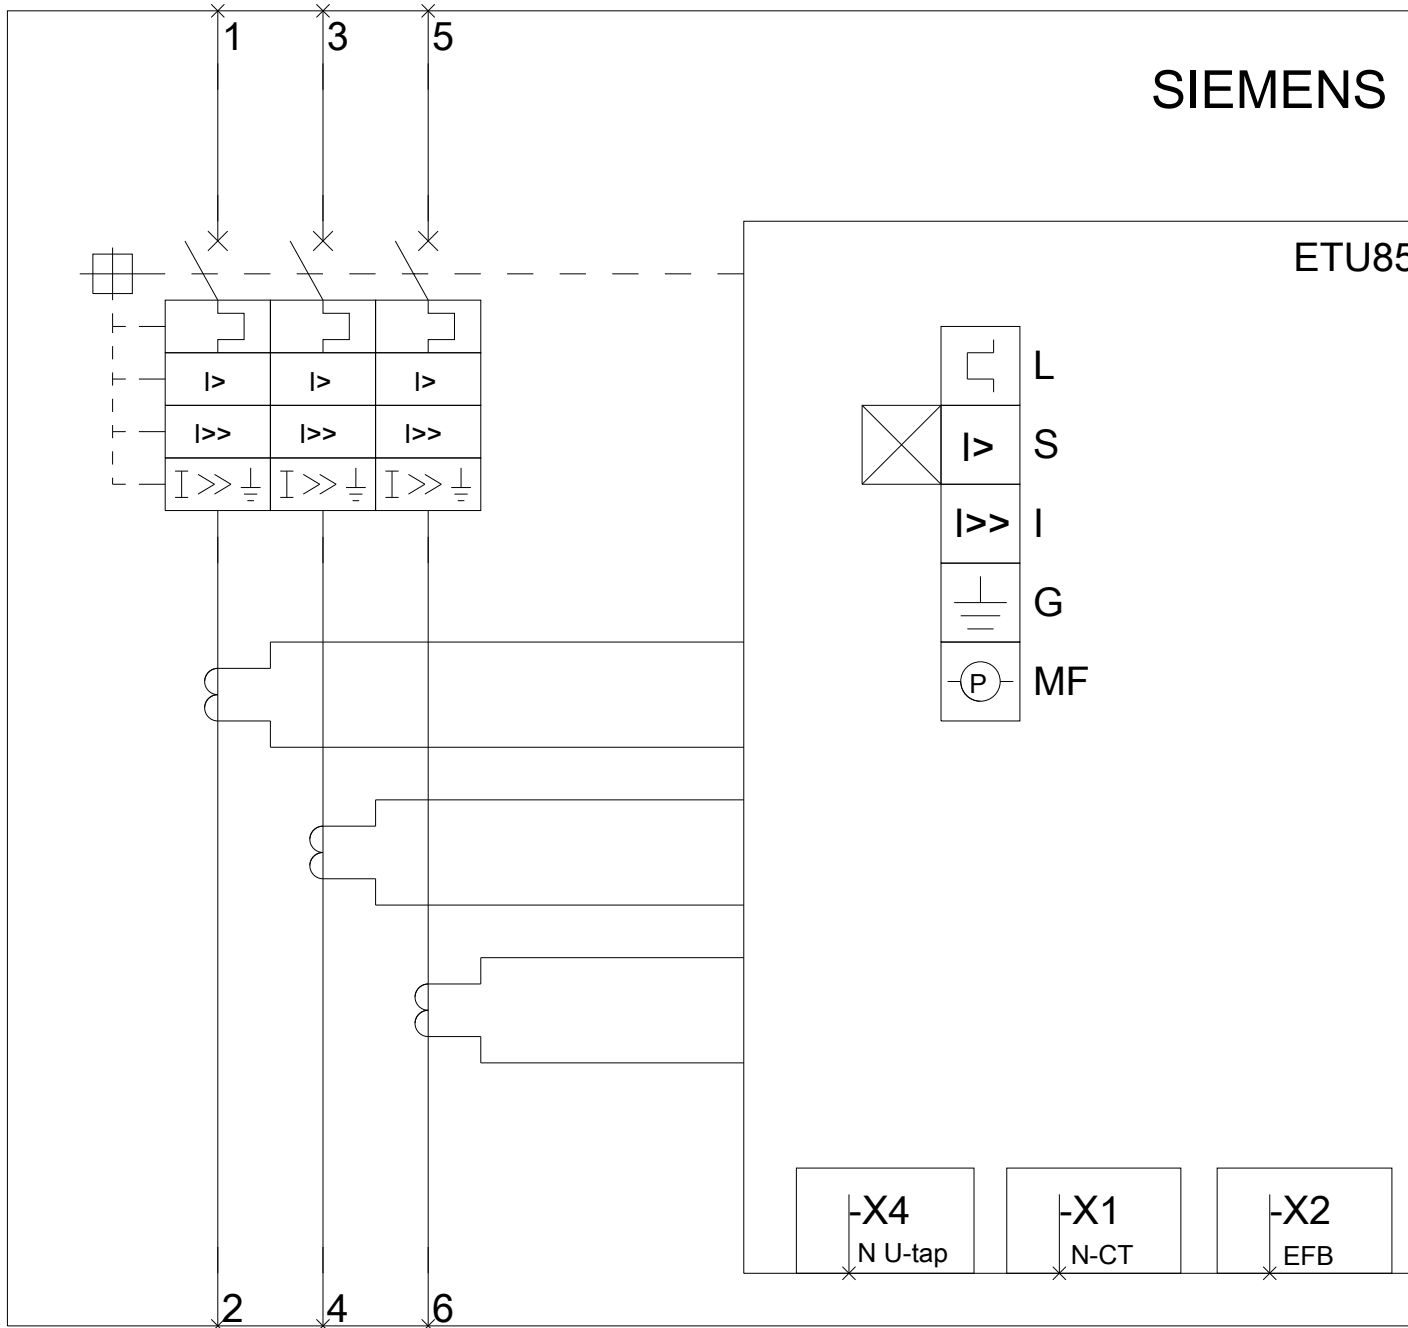 1 3 5
SIEMENS
ETU85
I> I> I>
I>> I>> I>>
I>> I>> I>>
L
I> S
I>> I
G
P MF
-X4 -X1 -X2
N U-tap N-CT EFB
2 4 6